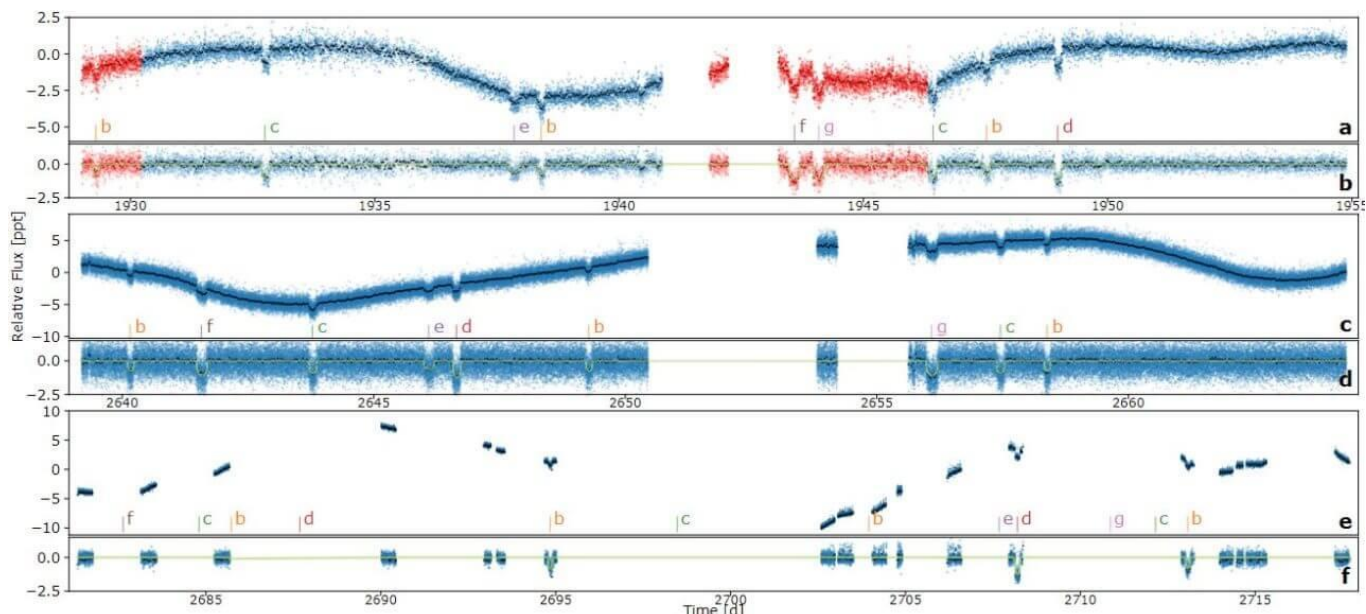 2.5
0.0
−2.5
−5.0
b c e b f g c b d a
0.0
−2.5
b
1930 1935 1940 1945 1950 1955
5
0
−5
−10
b f c e d b g c b c
0.0
−2.5
d
2640 2645 2650 2655 2660
10
5
0
−5
−10
f c b d b c b e d g c b e
0.0
−2.5
f
2685 2690 2695 2700 2705 2710 2715
Time [d]
Relative Flux [ppt]